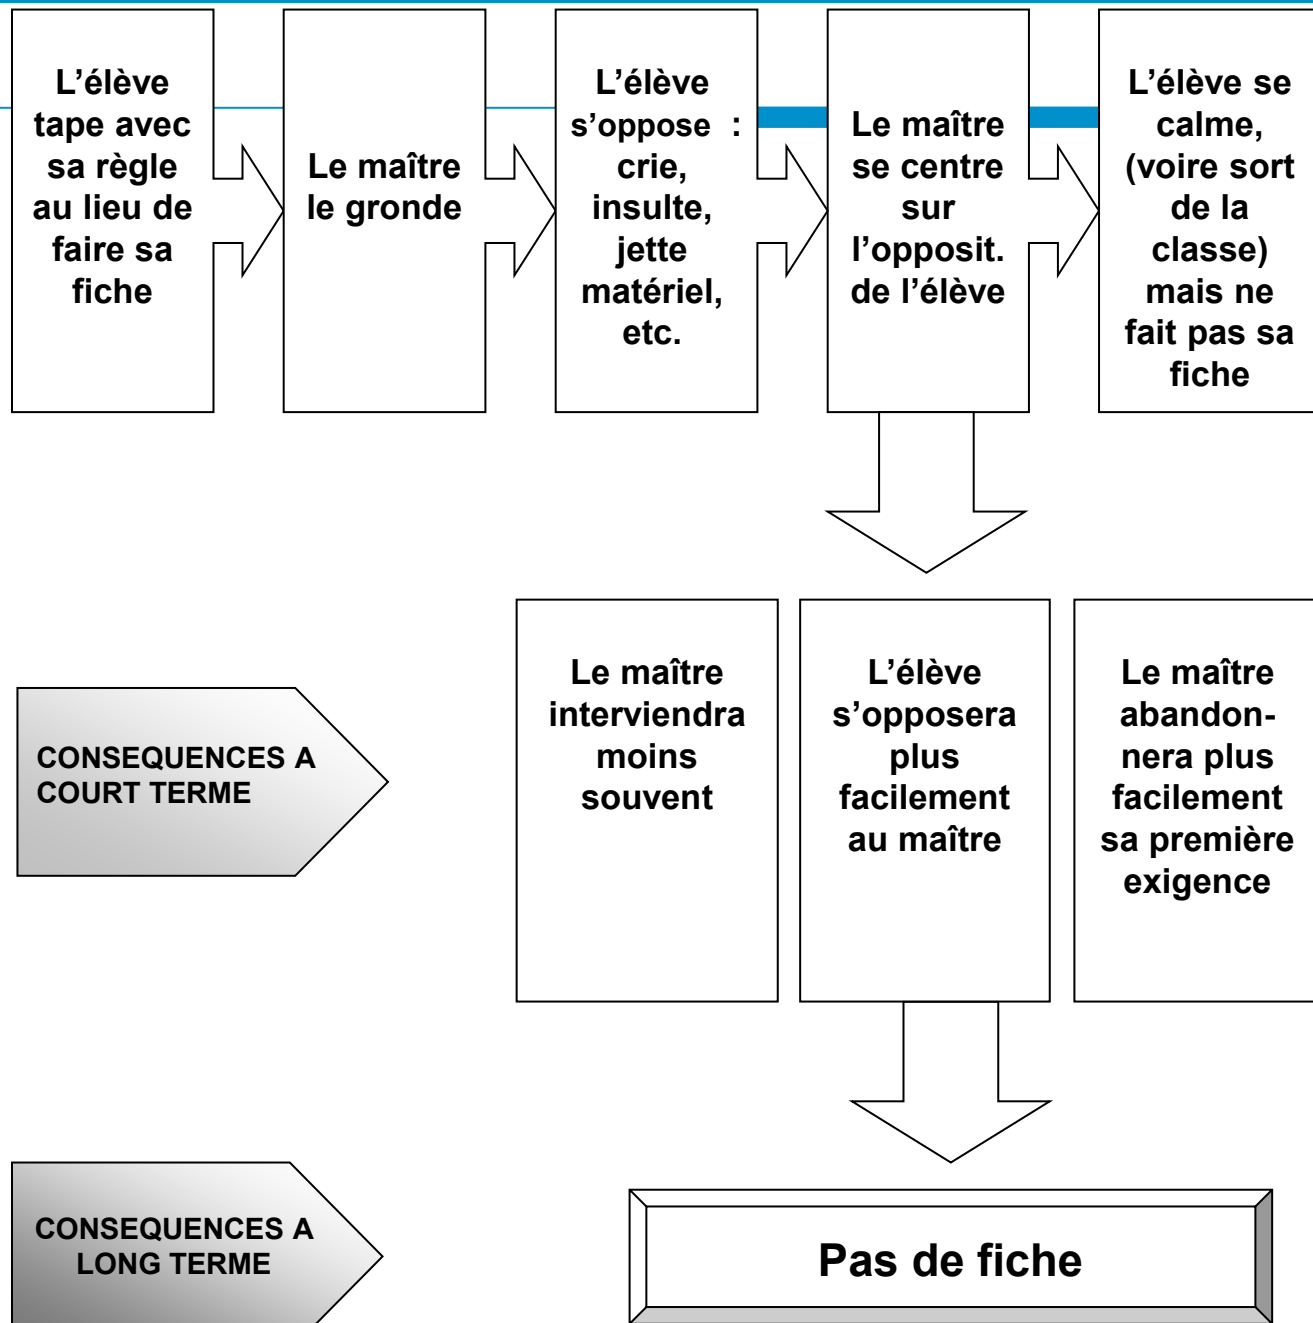 L’élève
tape avec
sa règle
au lieu de
faire sa
fiche
Le maître
le gronde
L’élève
s’oppose :
crie,
insulte,
jette
matériel,
etc.
Le maître
se centre
sur
l’opposit.
de l’élève
L’élève se
calme,
(voire sort
de la
classe)
mais ne
fait pas sa
fiche
CONSEQUENCES A
COURT TERME
Le maître
interviendra
moins
souvent
L’élève
s’opposera
plus
facilement
au maître
Le maître
abandon-
nera plus
facilement
sa première
exigence
CONSEQUENCES A
LONG TERME
Pas de fiche